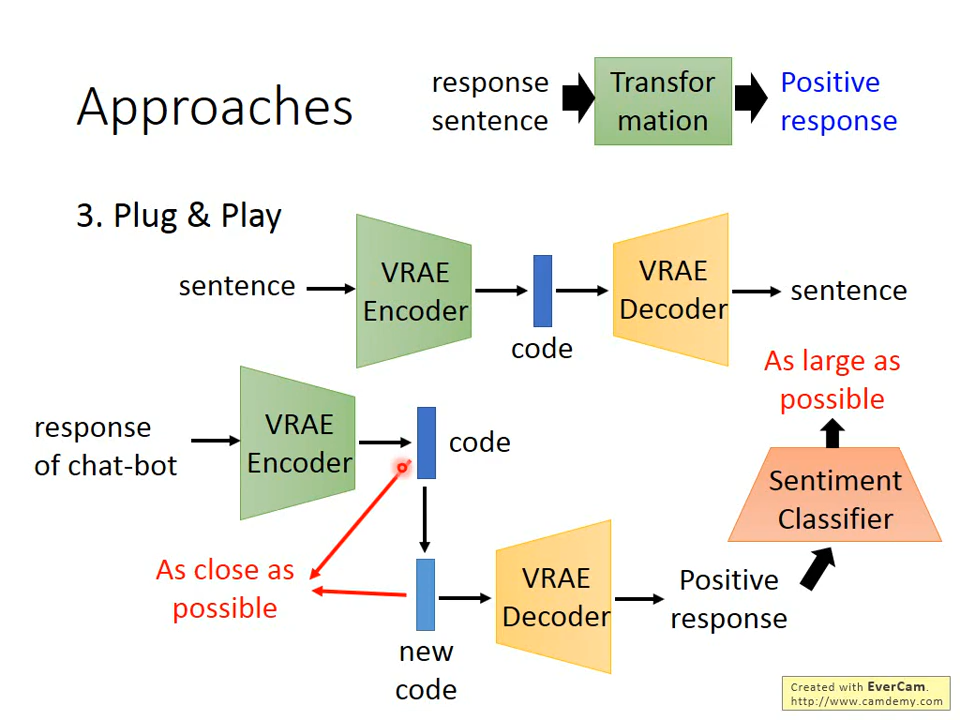 Approaches
response
sentence
Transfor
mation
Positive
response
3. Plug & Play
sentence
VRAE
Encoder
code
VRAE
Decoder
sentence
response
of chat-bot
VRAE
Encoder
code
As large as
possible
Sentiment
Classifier
As close as
possible
new
code
VRAE
Decoder
Positive
response
Created with EverCam.
http://www.camdemy.com